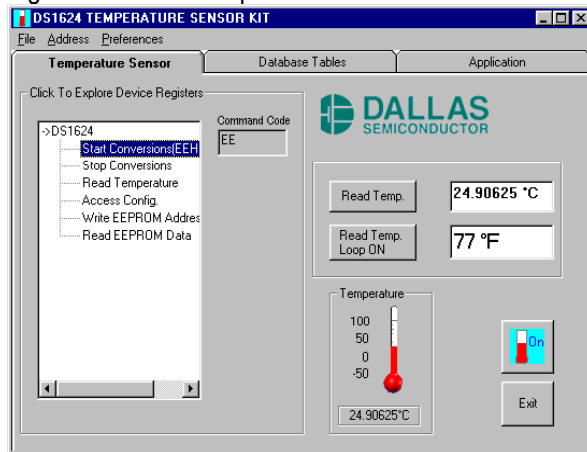 DS1624 TEMPERATURE SENSOR KIT
File Address Preferences
Temperature Sensor
Database Tables
Application
Click To Explore Device Registers
->DS1624
Start Conversions(EEH
Stop Conversions
Read Temperature
Access Config.
Write EEPROM Addres
Read EEPROM Data
Command Code
EE
DALLAS
SEMICONDUCTOR
Read Temp.
24.90625 °C
Read Temp.
Loop ON
77 °F
Temperature
100
50
0
-50
24.90625°C
On
Exit